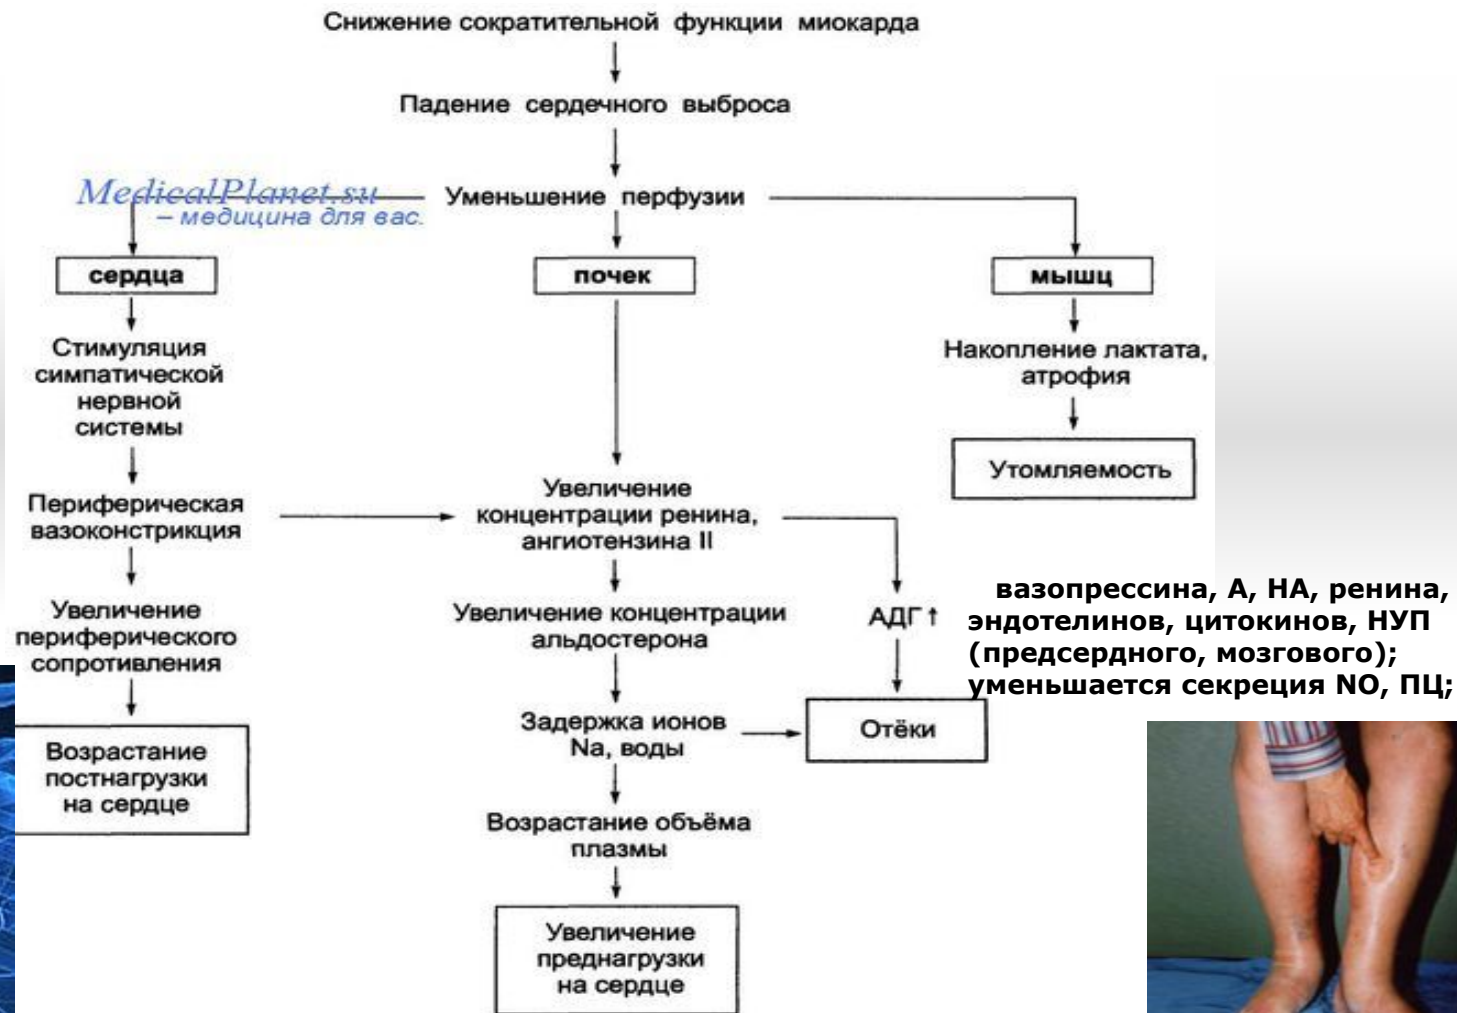 Снижение сократительной функции миокарда
Падение сердечного выброса
MedicalPlanet.su
– медицина для вас.
Уменьшение перфузии
сердца
почек
мышц
Стимуляция
симпатической
нервной
системы
Накопление лактата,
атрофия
Утомляемость
Периферическая
вазоконстрикция
Увеличение
концентрации ренина,
ангиотензина II
Увеличение
периферического
сопротивления
Увеличение концентрации
альдостерона
АДГ ↑
вазопрессина, А, НА, ренина,
эндотелинов, цитокинов, НУП
(предсердного, мозгового);
уменьшается секреция NO, ПЦ;
Возрастание
постнагрузки
на сердце
Задержка ионов
Na, воды
Отёки
Возрастание объёма
плазмы
Увеличение
преднагрузки
на сердце